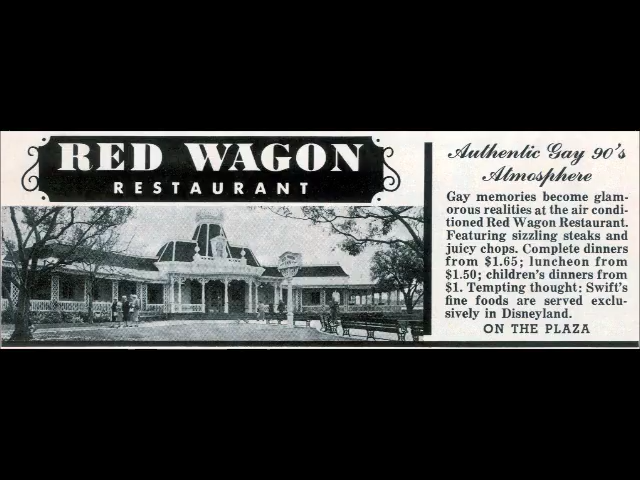 RED WAGON
RESTAURANT
Authentic Gay 90's
Atmosphere
Gay memories become glam-
orous realities at the air condi-
tioned Red Wagon Restaurant.
Featuring sizzling steaks and
juicy chops. Complete dinners
from $1.65; luncheon from
$1.50; children's dinners from
$1. Tempting thought: Swift's
fine foods are served exclu-
sively in Disneyland.
ON THE PLAZA